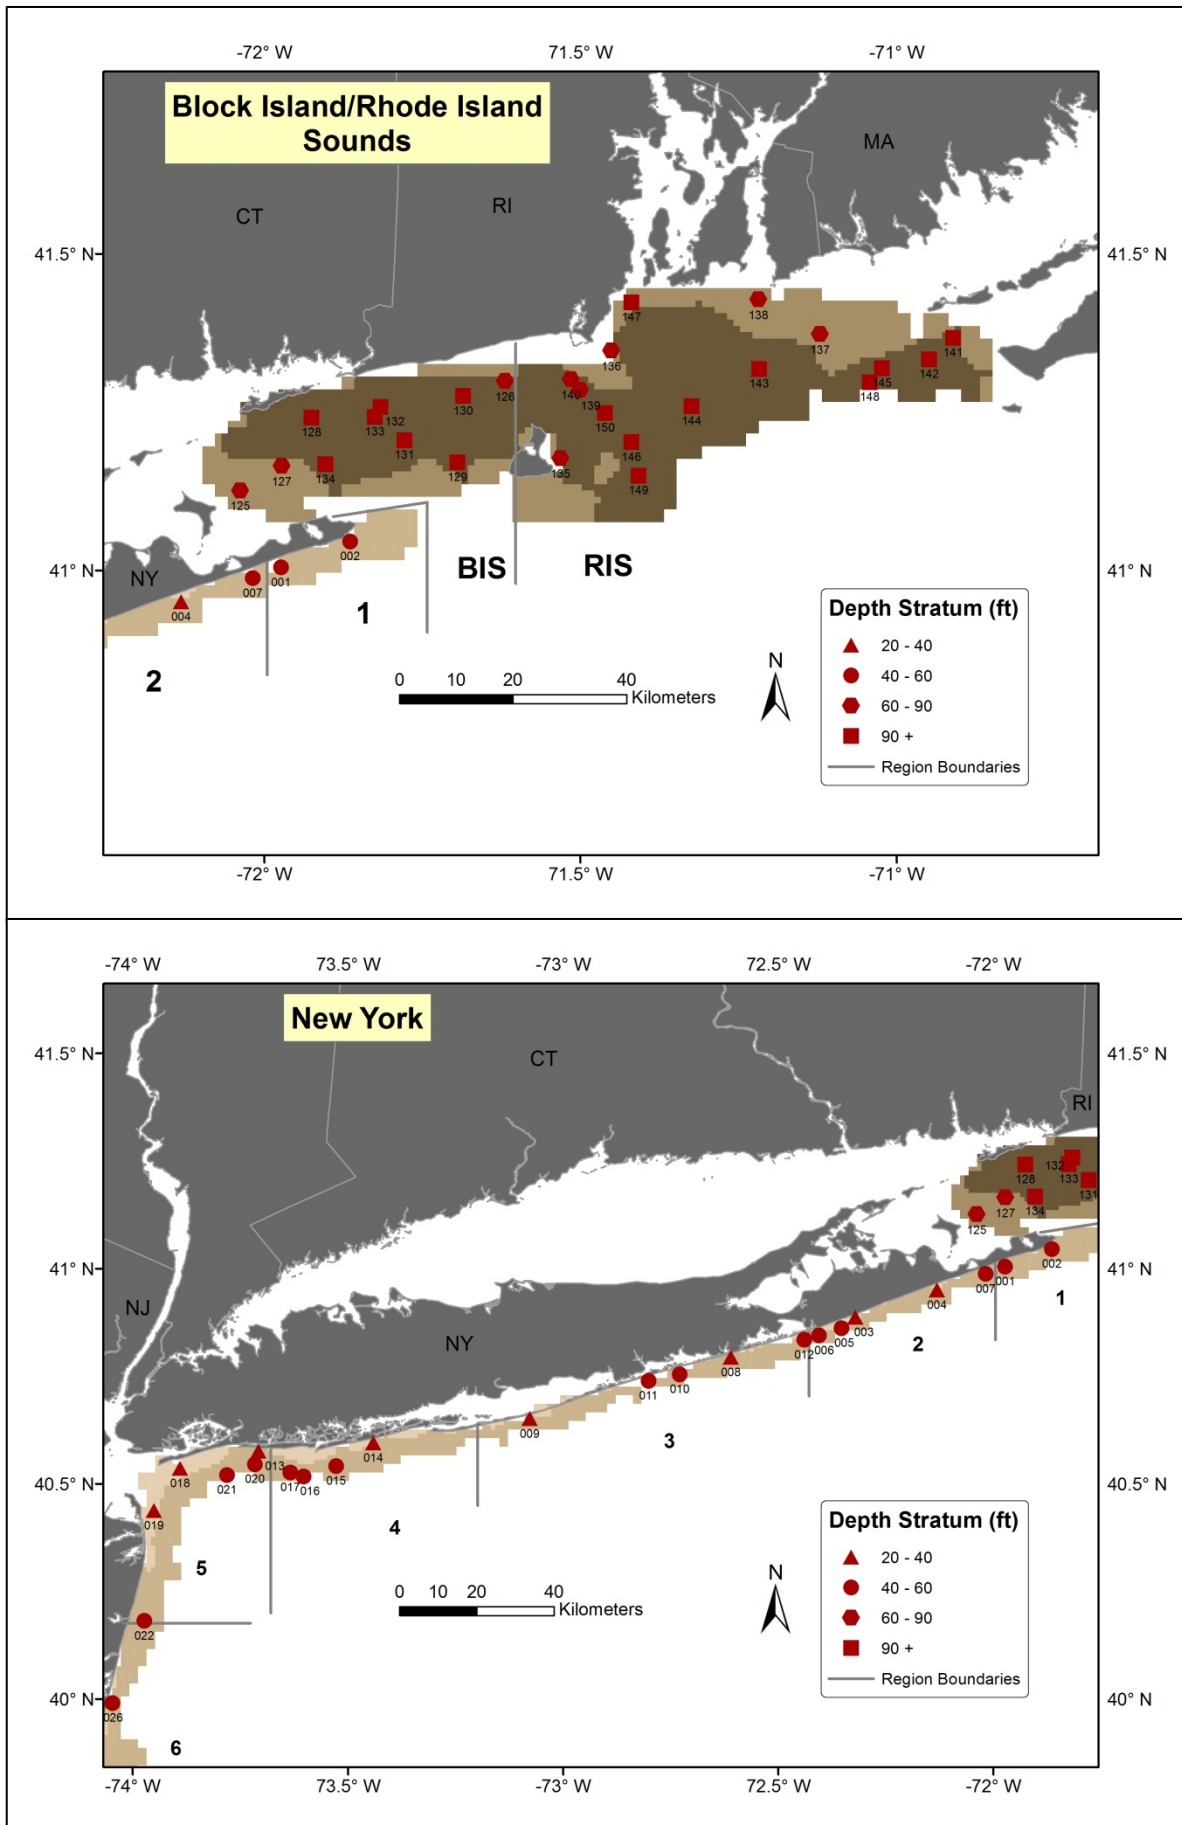 -72° W
71.5° W
-71° W
Block Island/Rhode Island
Sounds
MA
CT
RI
41.5° N
41.5° N
138
147
137
141
136
142
145
143
148
140
126
139
130
144
132
128
133
150
131
146
135
127
134
129
149
125
002
BIS
RIS
41° N
41° N
NY
001
007
004
1
2
N
0 10 20 40
Kilometers
Depth Stratum (ft)
20 - 40
40 - 60
60 - 90
90 +
Region Boundaries
-72° W
71.5° W
-71° W
-74° W
73.5° W
-73° W
72.5° W
-72° W
New York
41.5° N
41.5° N
CT
RI
132
128
133
131
127
134
125
002
41° N
41° N
001
007
1
NJ
004
NY
003
2
005
006
012
008
010
011
009
3
014
013
018
020
015
017
016
021
40.5° N
40.5° N
019
4
5
N
0 10 20 40
Kilometers
Depth Stratum (ft)
20 - 40
40 - 60
60 - 90
90 +
Region Boundaries
022
40° N
40° N
026
6
-74° W
73.5° W
-73° W
72.5° W
-72° W